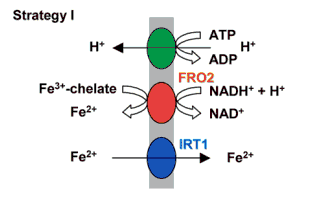 Strategy I
ATP
H⁺ H⁺
ADP
FRO2
Fe³⁺-chelate NADH⁺ + H⁺
Fe²⁺ NAD⁺
IRT1
Fe²⁺ Fe²⁺